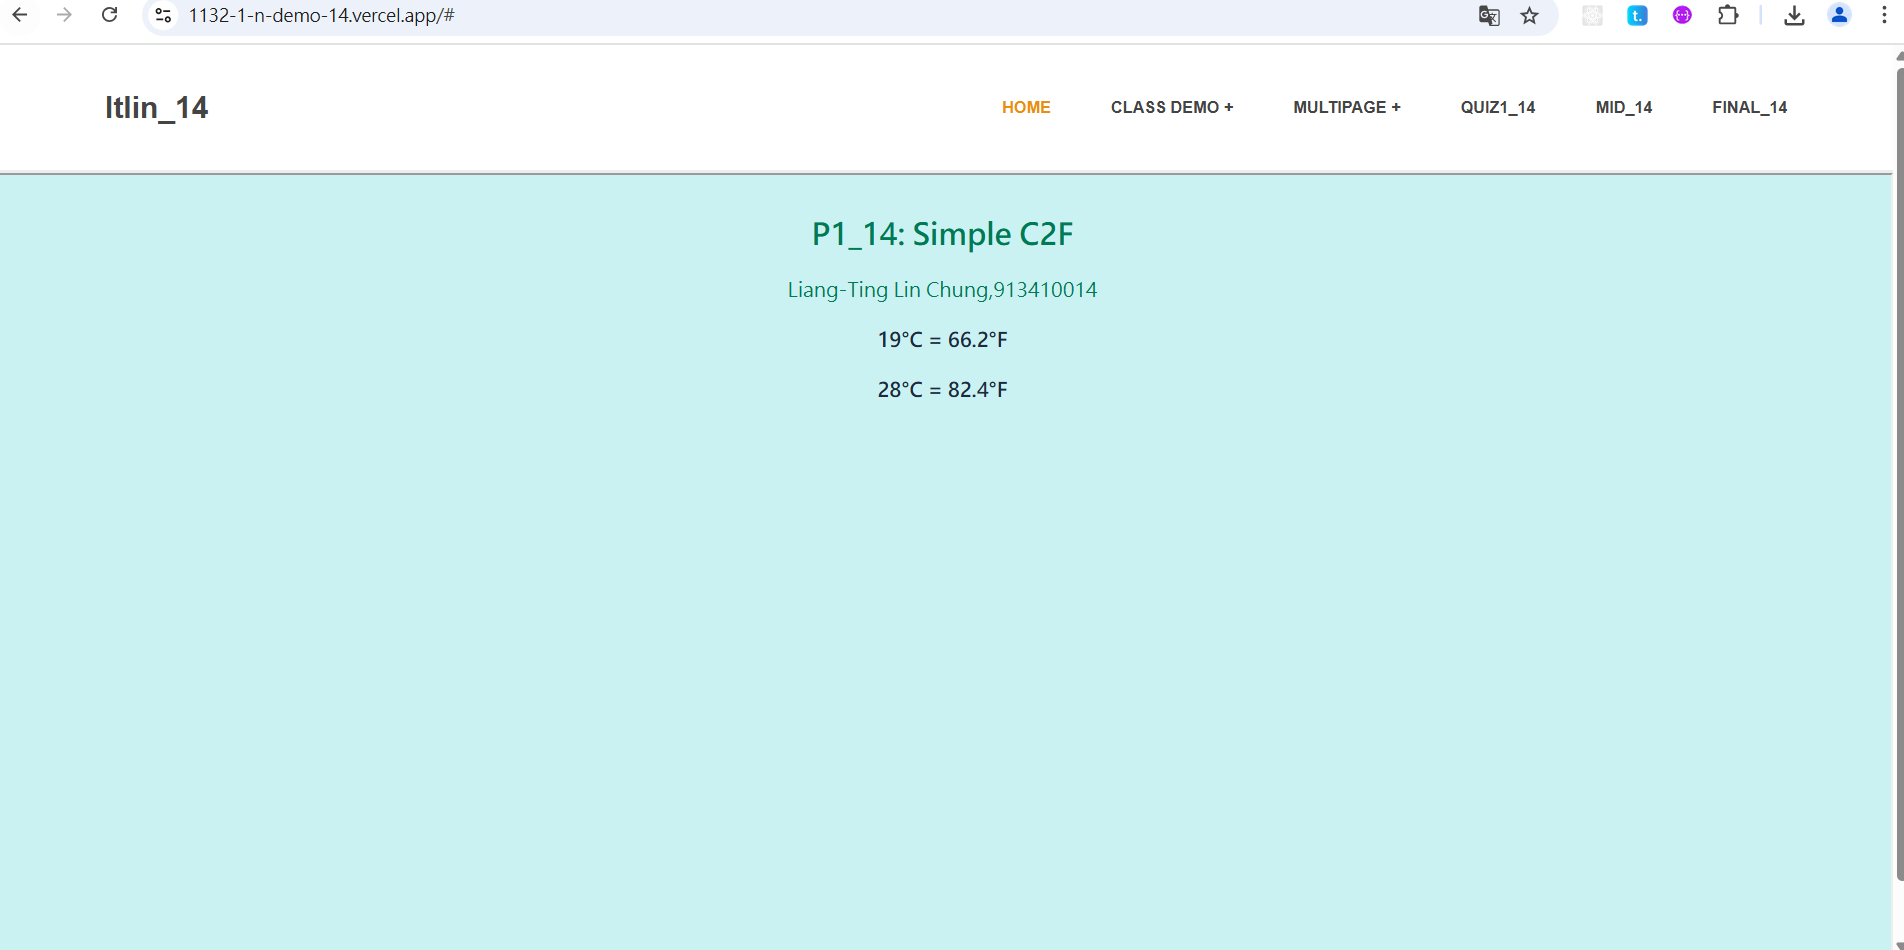 1132-1-n-demo-14.vercel.app/#
ltlin_14
HOME CLASS DEMO + MULTIPAGE + QUIZ1_14 MID_14 FINAL_14
P1_14: Simple C2F
Liang-Ting Lin Chung,913410014
19°C = 66.2°F
28°C = 82.4°F